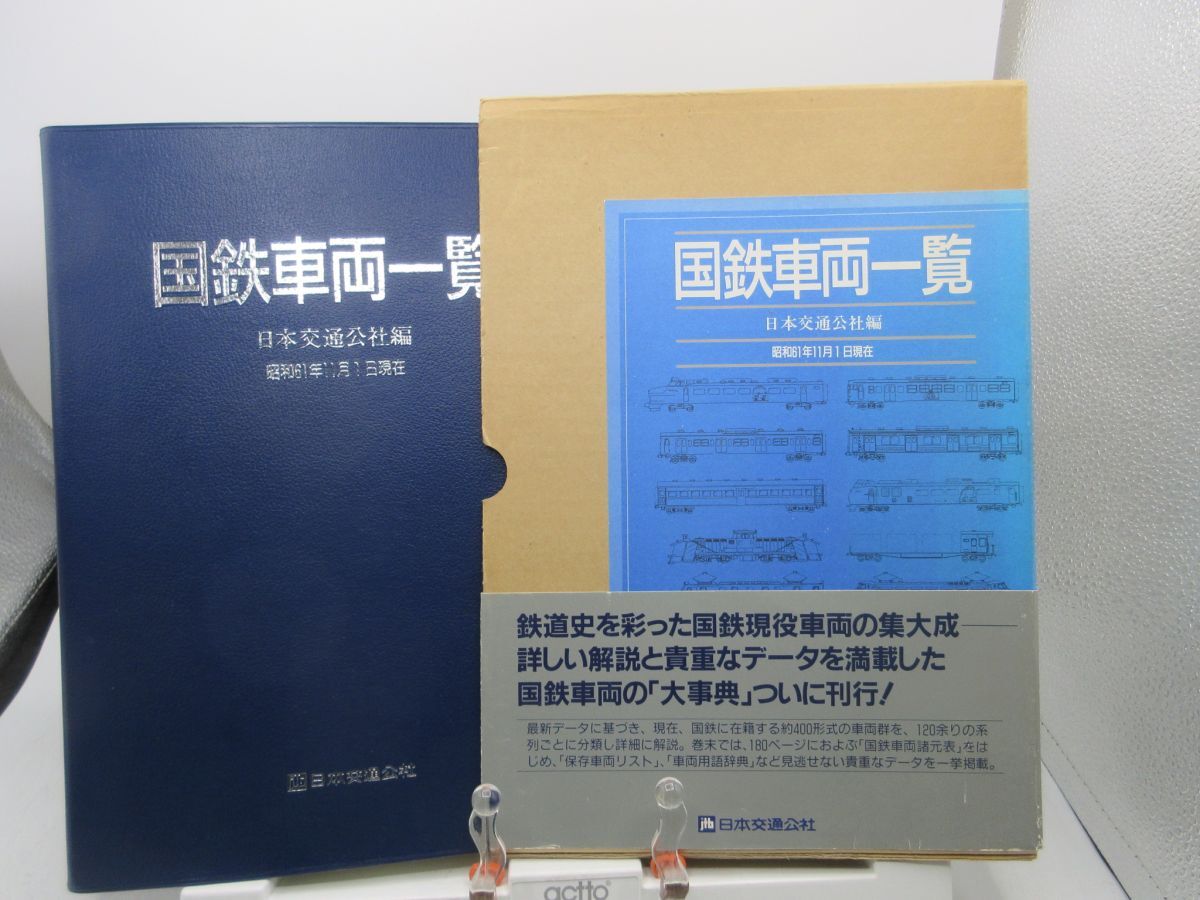 国鉄車両一覧
日本交通公社編
昭和61年11月1日現在
日本交通公社
国鉄車両一覧
日本交通公社編
昭和61年11月1日現在
鉄道史を彩った国鉄現役車両の集大成——
詳しい解説と貴重なデータを満載した
国鉄車両の「大事典」ついに刊行!
最新データに基づき、現在、国鉄に在籍する約400形式の車両群を、120余りの系
列ごとに分類し詳細に解説。巻末では、180ページにおよぶ「国鉄車両諸元表」をは
じめ、「保存車両リスト」、「車両用語辞典」など見逃せない貴重なデータを一挙掲載。
jtb 日本交通公社
actto